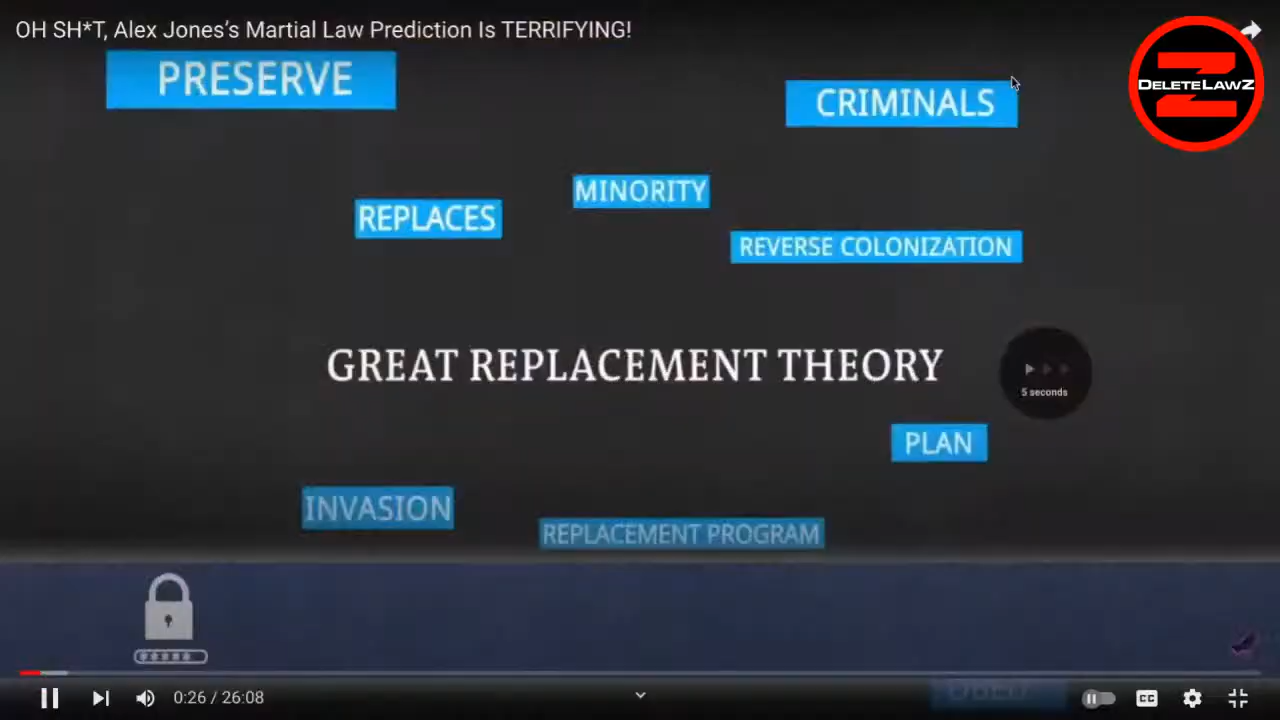 OH SH*T, Alex Jones’s Martial Law Prediction Is TERRIFYING!
DELETELAWZ
PRESERVE
CRIMINALS
MINORITY
REPLACES
REVERSE COLONIZATION
GREAT REPLACEMENT THEORY
5 seconds
PLAN
INVASION
REPLACEMENT PROGRAM
*****
0:26 / 26:08
CC